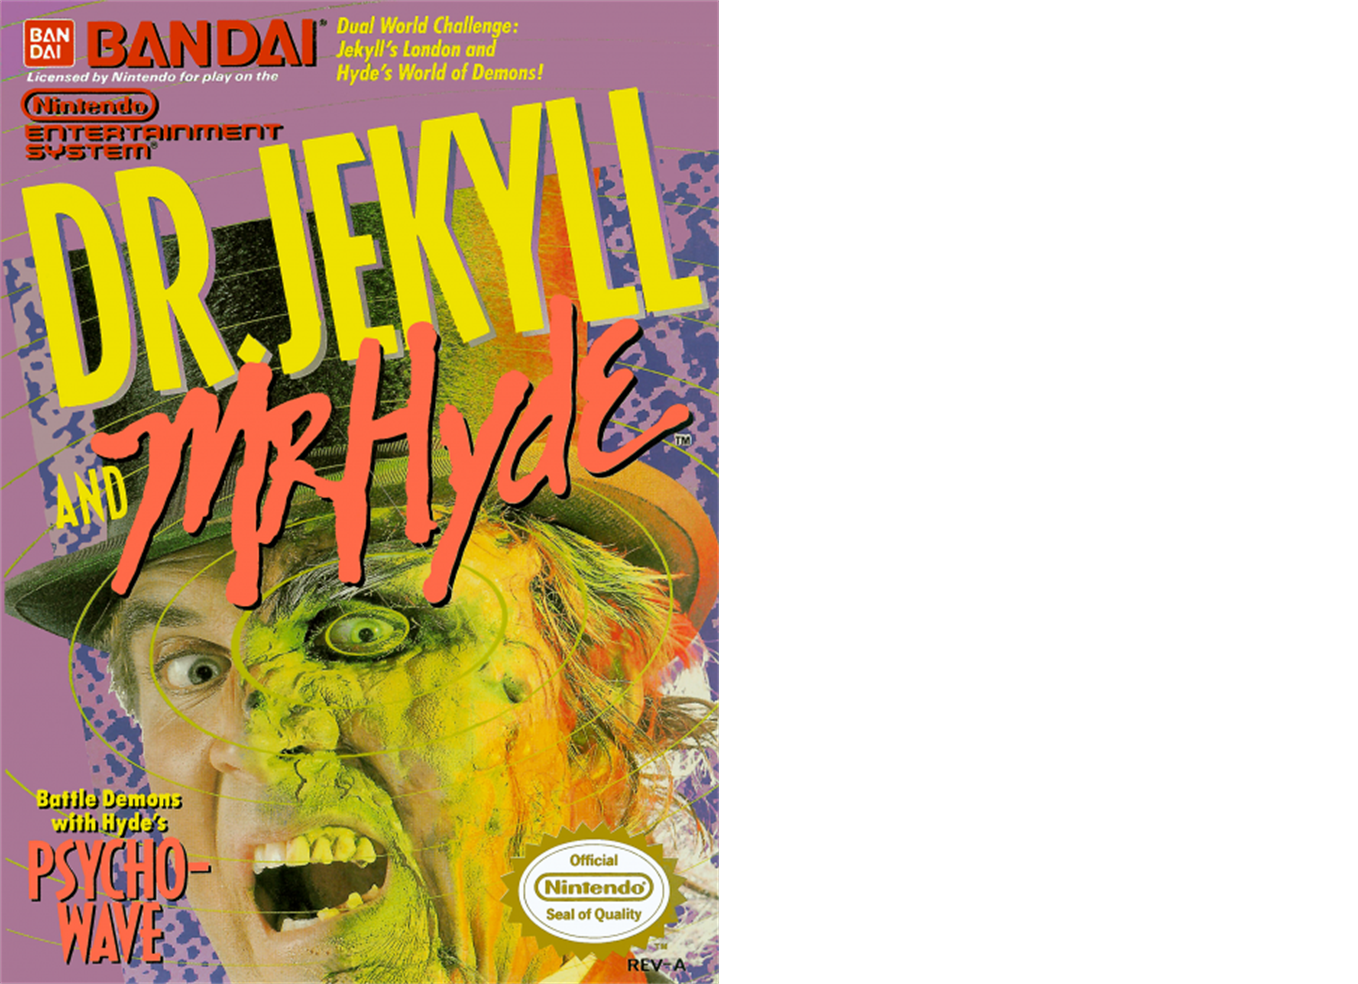 BAN
DAI
BANDAI®
Licensed by Nintendo for play on the
Nintendo
ENTERTAINMENT
SYSTEM®
Dual World Challenge:
Jekyll's London and
Hyde's World of Demons!
DR. JEKYLL
AND
MR HydE
TM
Battle Demons
with Hyde's
PSYCHO-
WAVE
Official
Nintendo®
Seal of Quality
TM
REV-A